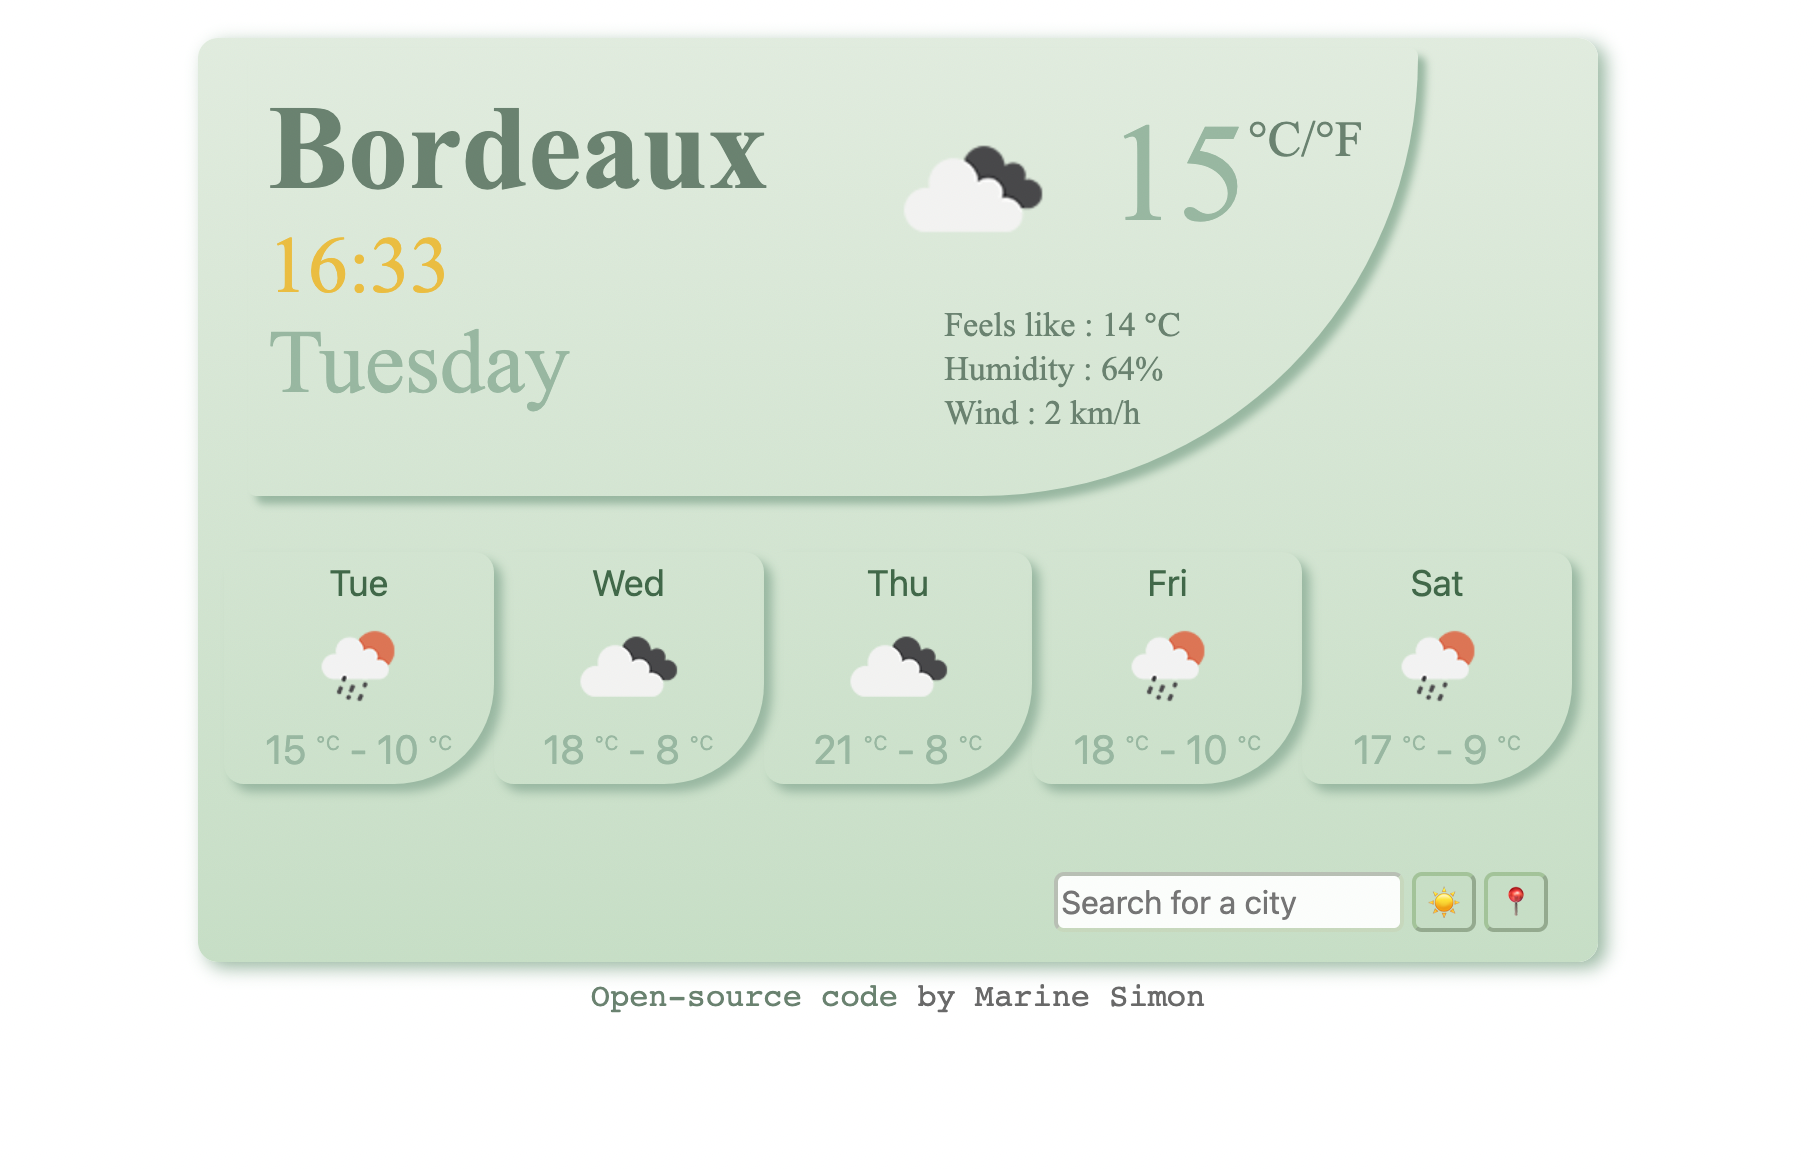 Bordeaux
15 °C/°F
16:33
Tuesday
Feels like : 14 °C
Humidity : 64%
Wind : 2 km/h
Tue Wed Thu Fri Sat
15 °C - 10 °C 18 °C - 8 °C 21 °C - 8 °C 18 °C - 10 °C 17 °C - 9 °C
Search for a city
Open-source code by Marine Simon